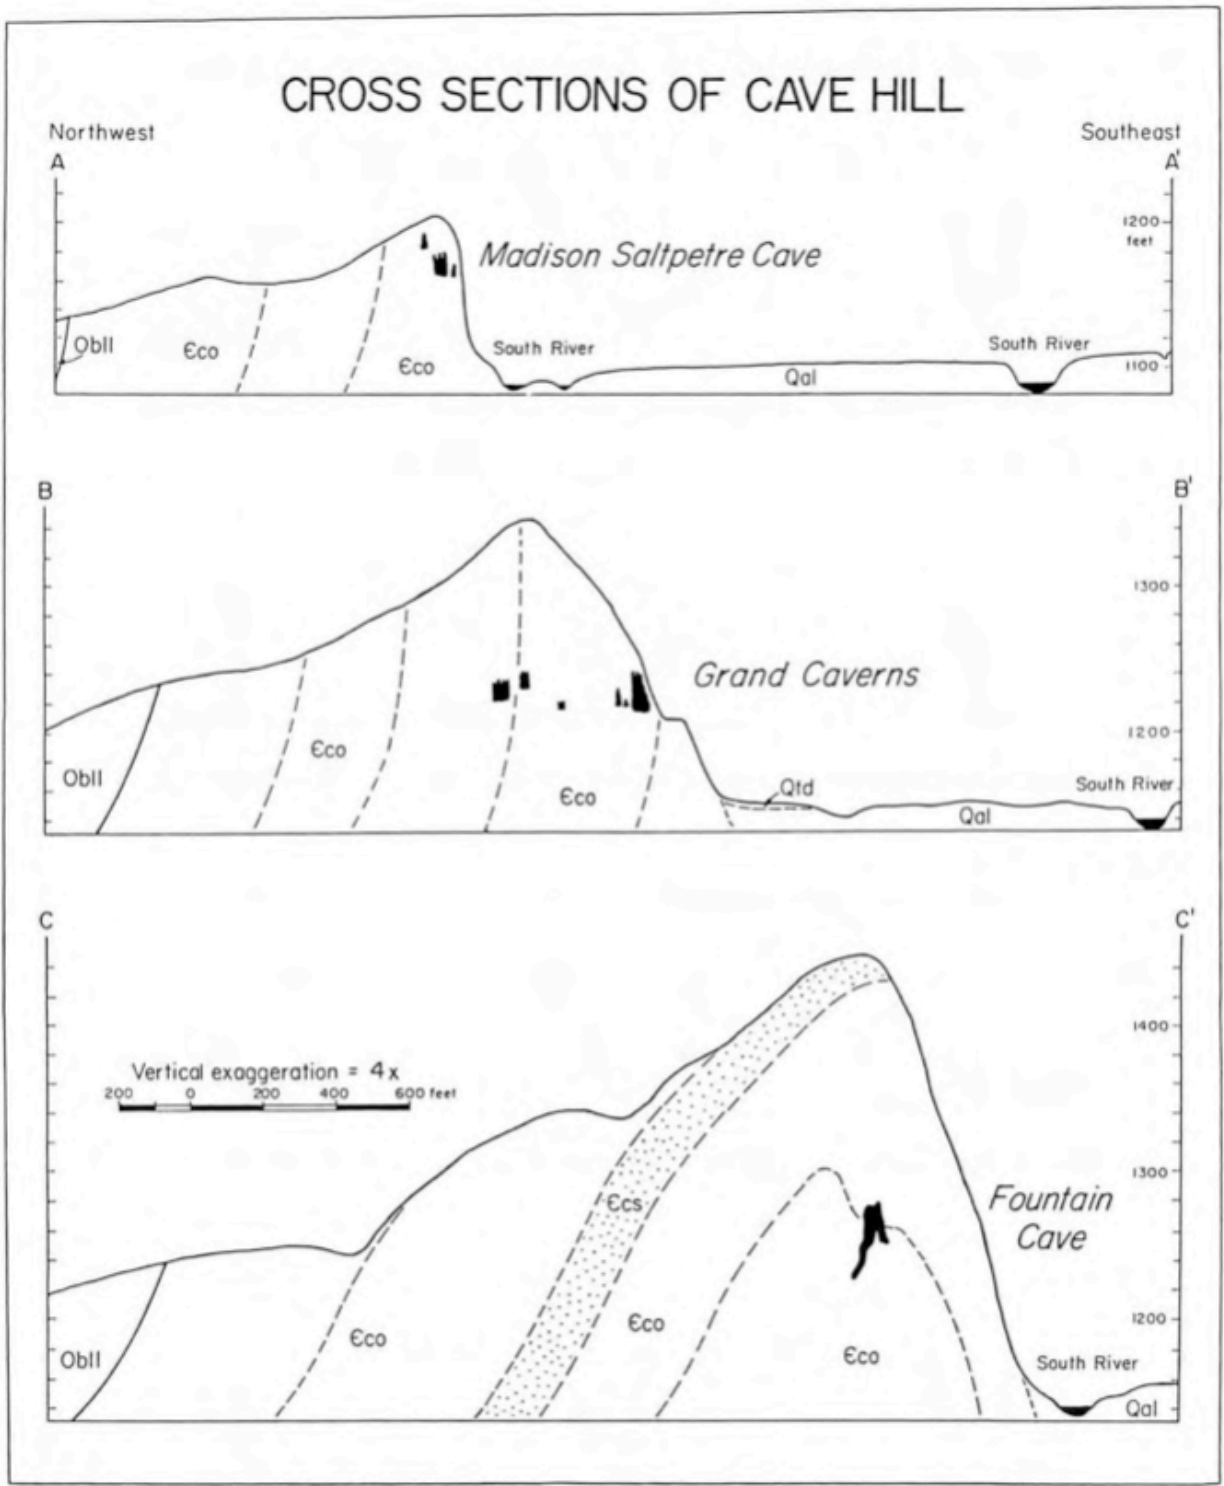 CROSS SECTIONS OF CAVE HILL
Northwest
Southeast
A
A'
1200
feet
Madison Saltpetre Cave
Obll
Єco
Єco
South River
South River
1100
Qal
B
B'
1300
Grand Caverns
1200
Єco
Obll
Єco
Qtd
South River
Qal
C
C'
1400
Vertical exaggeration = 4x
200 0 200 400 600 feet
1300
Єcs
Fountain
Cave
1200
Єco
Єco
Єco
Obll
South River
Qal